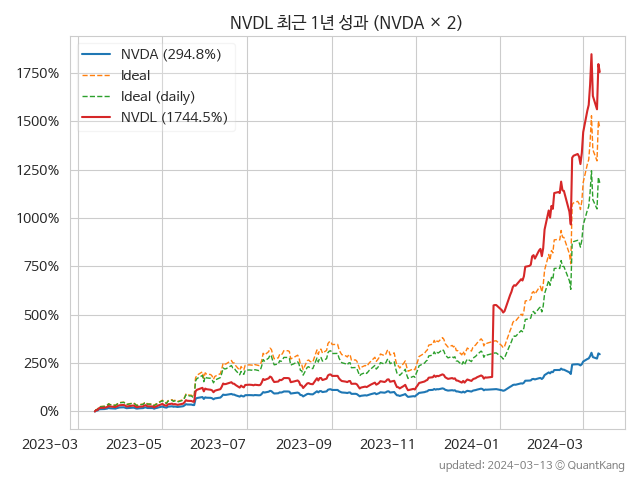 NVDL 최근 1년 성과 (NVDA × 2)
NVDA (294.8%)
Ideal
Ideal (daily)
NVDL (1744.5%)
1750%
1500%
1250%
1000%
750%
500%
250%
0%
2023-03 2023-05 2023-07 2023-09 2023-11 2024-01 2024-03
updated: 2024-03-13 © QuantKang